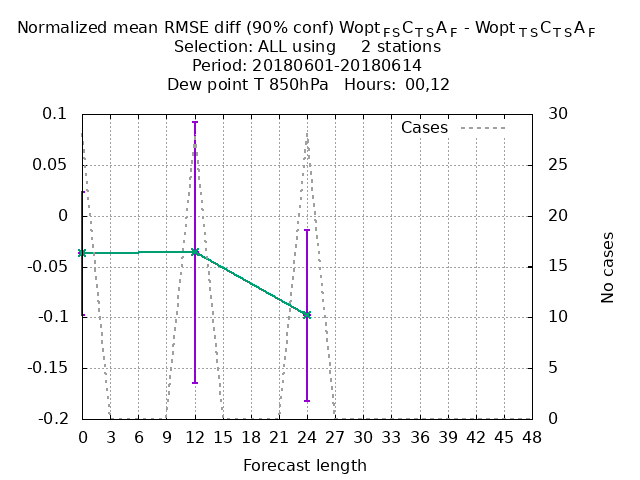 Normalized mean RMSE diff (90% conf) Wopt FS C TS A F - Wopt TS C TS A F
Selection: ALL using 2 stations
Period: 20180601-20180614
Dew point T 850hPa Hours: 00,12
Cases
0.1
0.05
0
-0.05
-0.1
-0.15
-0.2
30
25
20
15
10
5
0
No cases
0 3 6 9 12 15 18 21 24 27 30 33 36 39 42 45 48
Forecast length